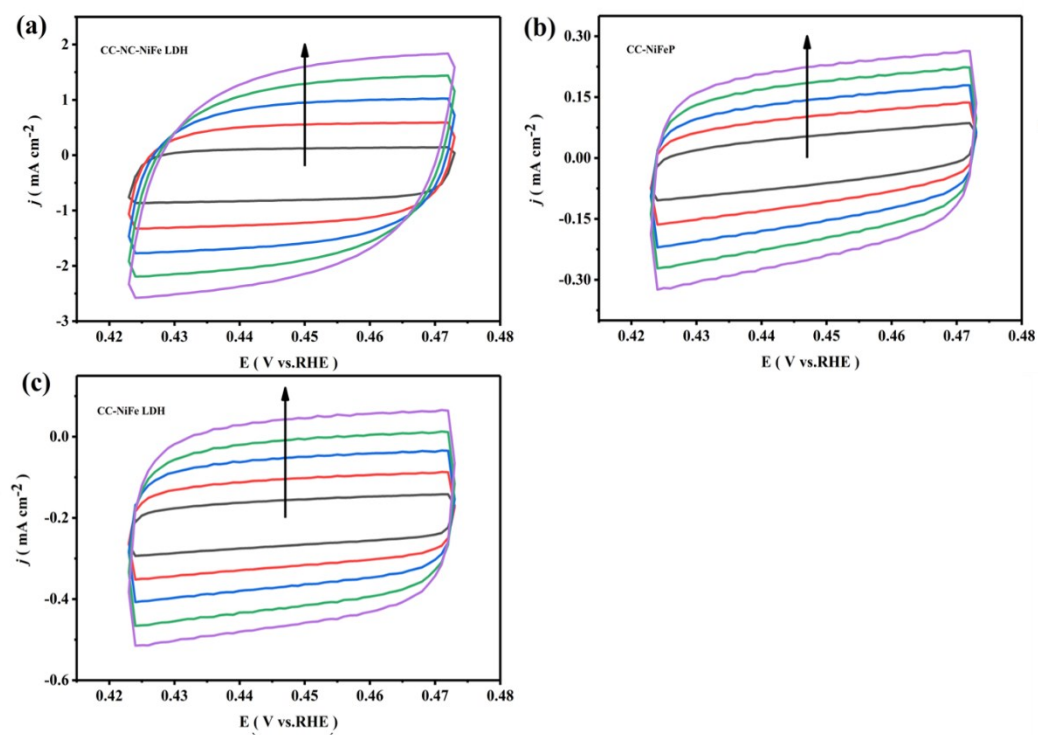 (a)
CC-NC-NiFe LDH
2
1
0
-1
-2
-3
j ( mA cm⁻²)
0.42 0.43 0.44 0.45 0.46 0.47 0.48
E ( V vs.RHE )
(b)
CC-NiFeP
0.30
0.15
0.00
-0.15
-0.30
j ( mA cm⁻²)
0.42 0.43 0.44 0.45 0.46 0.47 0.48
E ( V vs.RHE )
(c)
CC-NiFe LDH
0.0
-0.2
-0.4
-0.6
j ( mA cm⁻²)
0.42 0.43 0.44 0.45 0.46 0.47 0.48
E ( V vs.RHE )